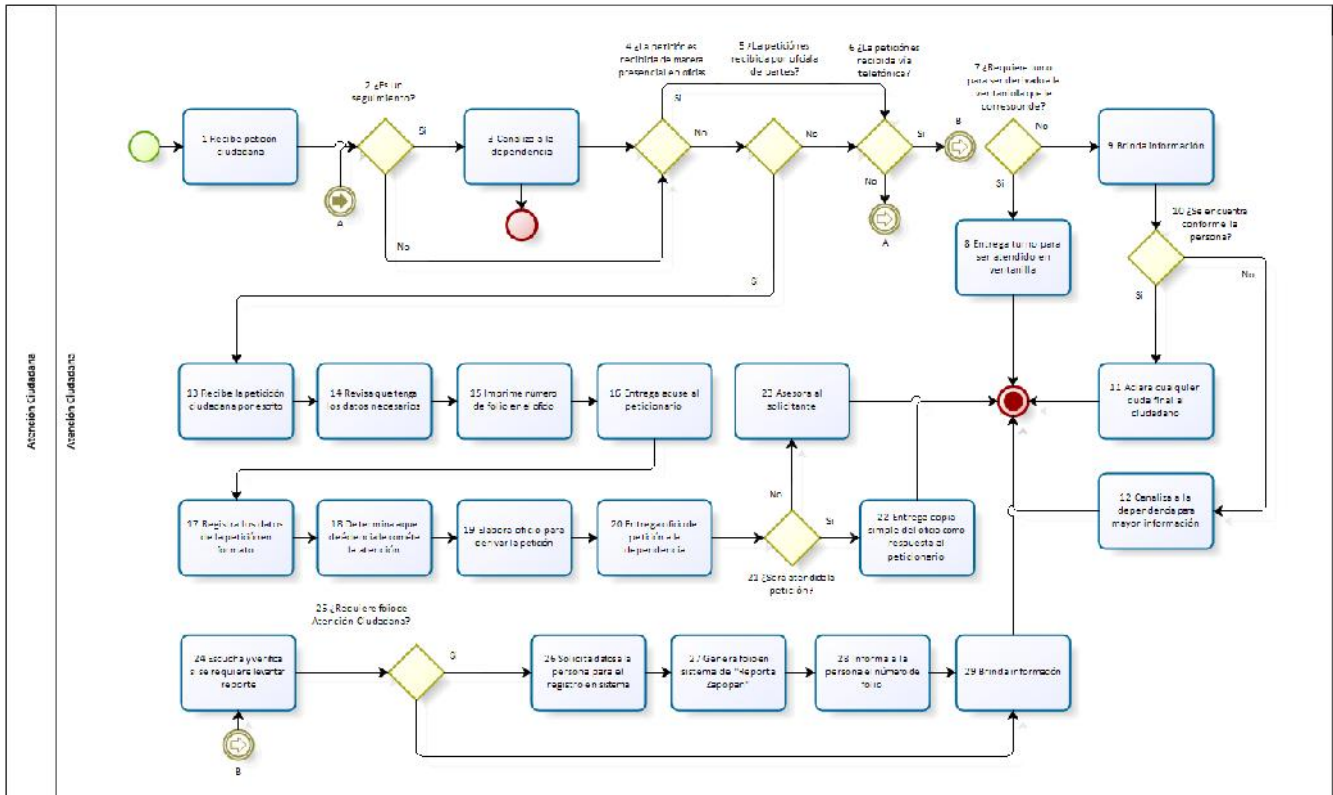 Atención Ciudadana
Atención Ciudadana
1 Recibe petición
ciudadana
2 ¿Es un
seguimiento?
Si
No
A
3 Canaliza a la
dependencia
4 ¿La petición es
recibida de manera
presencial en
Si
No
5 ¿La petición es
recibida por oficialía
de partes?
No
Si
6 ¿La petición es
recibida vía
telefónica?
Si
B
No
A
7 ¿Requiere turno
para ser derivado a la
ventanilla que le
corresponde?
No
Si
8 Entrega turno para
ser atendido en
ventanilla
9 Brinda información
10 ¿Se encuentra
conforme la
persona?
No
Si
11 Aclara cualquier
duda final al
ciudadano
12 Canaliza a la
dependencia para
mayor información
13 Recibe la petición
ciudadana por escrito
14 Revisa que tenga
los datos necesarios
15 Imprime número
de folio en el oficio
16 Entrega acuse al
peticionario
17 Registra los datos
de la petición en
formato
18 Determina a que
la atención
19 Elabora oficio para
derivar la petición
20 Entrega oficio de
petición a la
dependencia
21 ¿Será atendida la
petición?
No
Si
22 Entrega copia
simple del oficio como
respuesta al
23 Asesora al
solicitante
24 Escucha y verifica
si se requiere levantar
reporte
B
25 ¿Requiere folio de
Atención Ciudadana?
Si
26 Solicita datos a la
persona para el
registro en sistema
27 Genera folio en
sistema de "Reporta
Zapopan"
28 Informa a la
persona el número de
folio
29 Brinda información